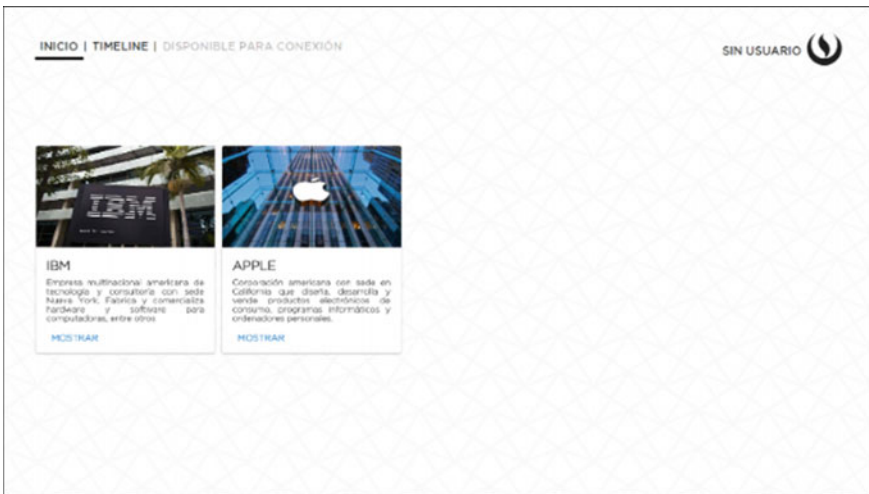 INICIO | TIMELINE | DISPONIBLE PARA CONEXIÓN
SIN USUARIO
IBM
IBM
Empresa multinacional americana de
tecnología y consultoría con sede
Nueva York. Fabrica y comercializa
hardware y software para
computadoras, entre otros
MOSTRAR
APPLE
Corporación americana con sede en
California que diseña, desarrolla y
vende productos electrónicos de
consumo, programas informáticos y
ordenadores personales.
MOSTRAR